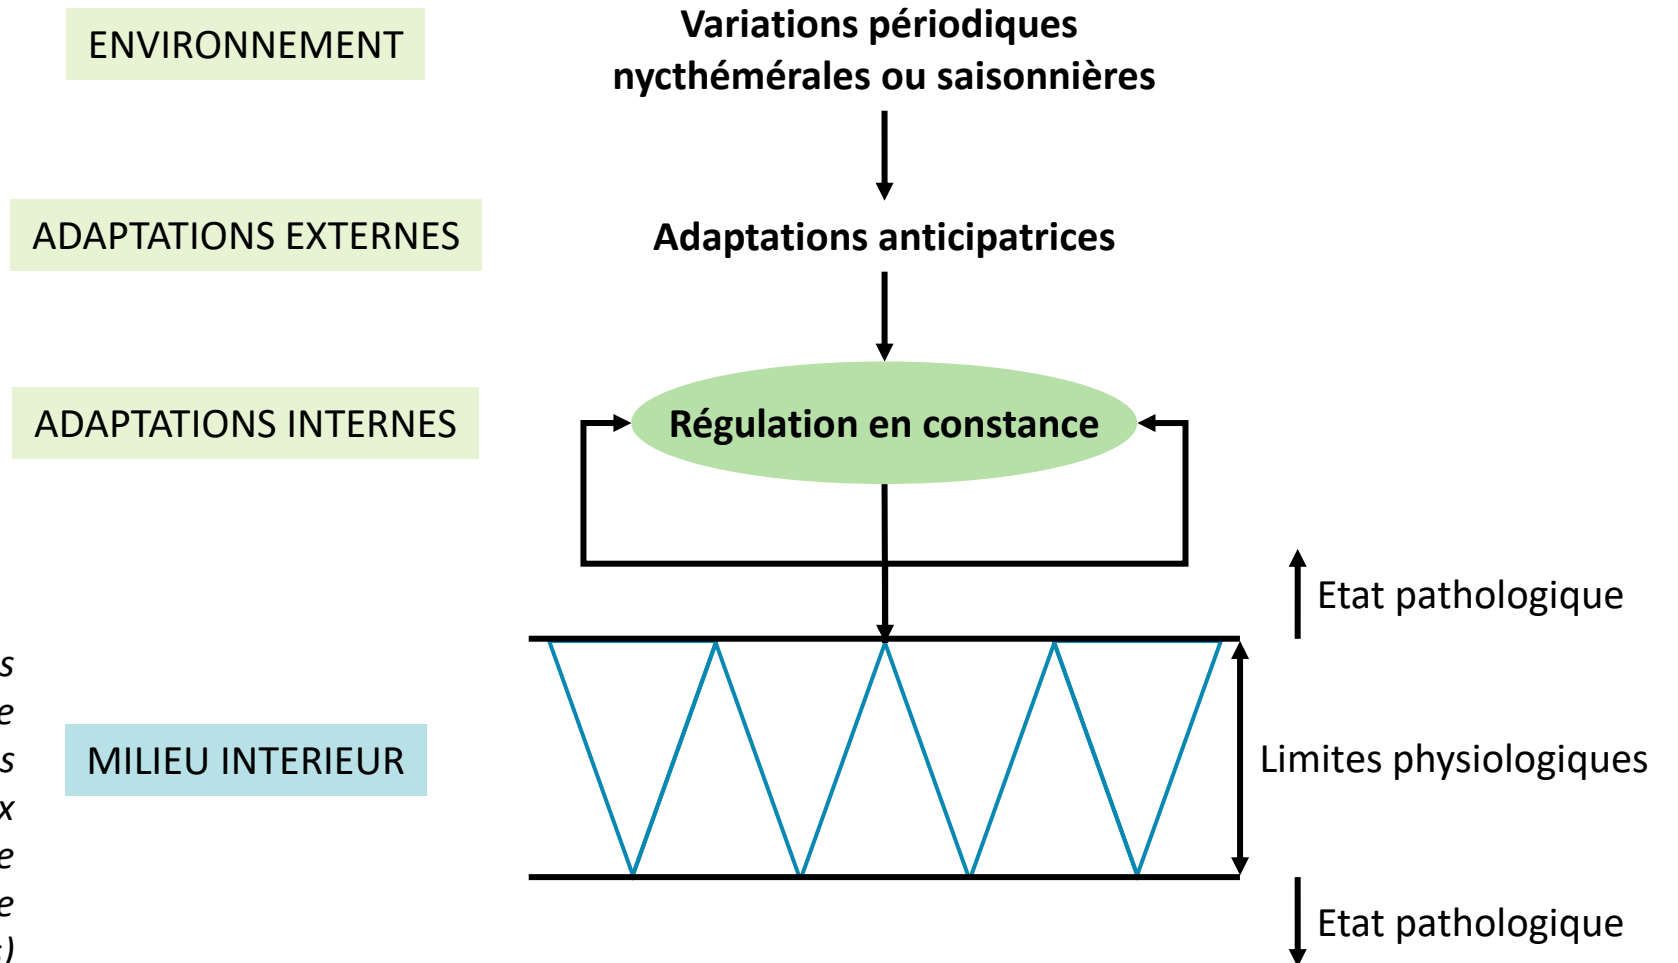 ENVIRONNEMENT
Variations périodiques
nycthémérales ou saisonnières
ADAPTATIONS EXTERNES
Adaptations anticipatrices
ADAPTATIONS INTERNES
Régulation en constance
Etat pathologique
MILIEU INTERIEUR
Limites physiologiques
Etat pathologique